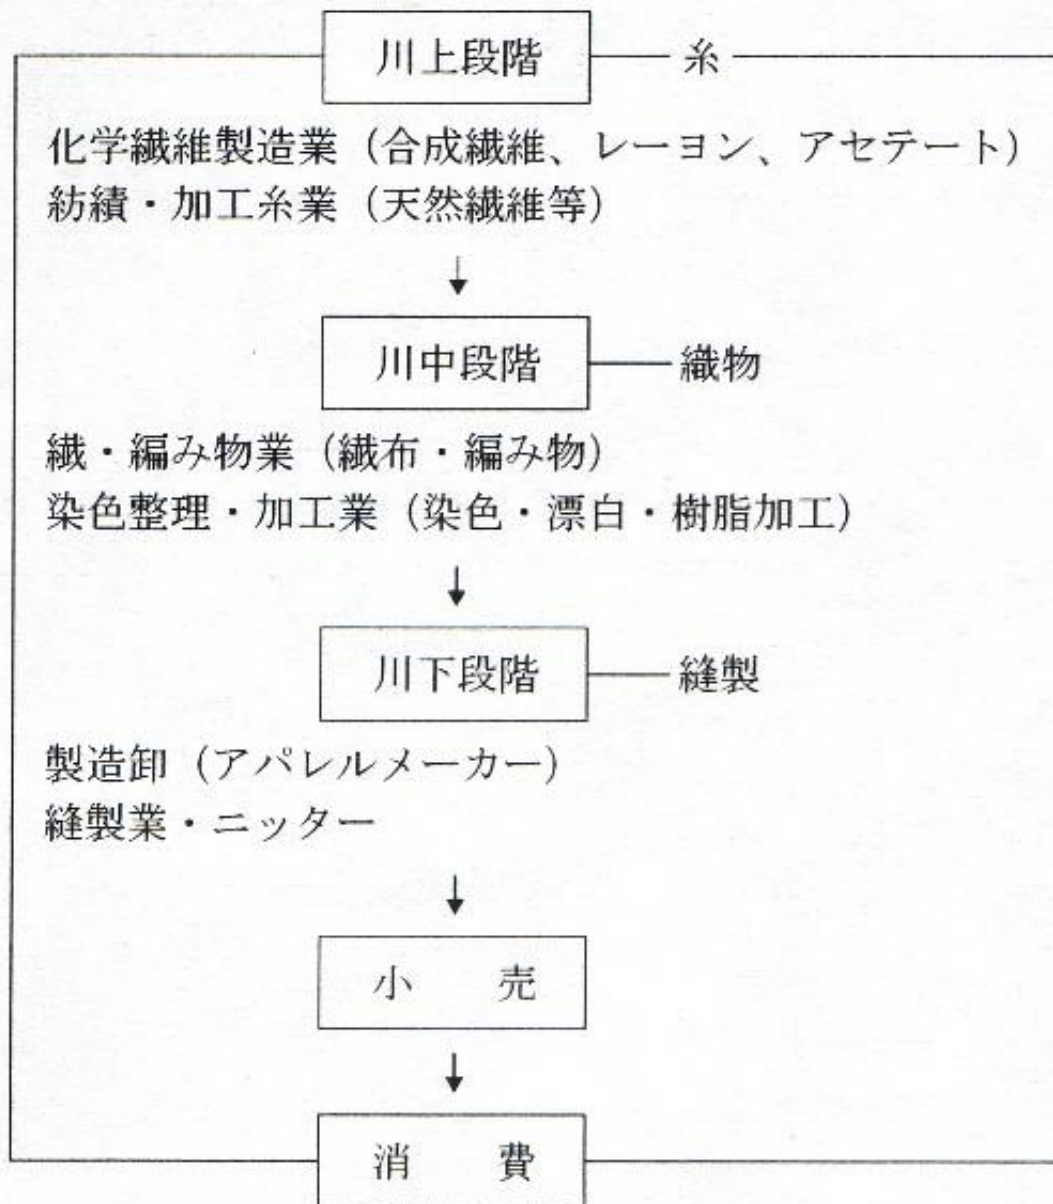 川上段階 糸
化学繊維製造業（合成繊維、レーヨン、アセテート）
紡績・加工糸業（天然繊維等）
↓
川中段階 織物
繊・編み物業（繊布・編み物）
染色整理・加工業（染色・漂白・樹脂加工）
↓
川下段階 縫製
製造卸（アパレルメーカー）
縫製業・ニッター
↓
小　売
↓
消　費